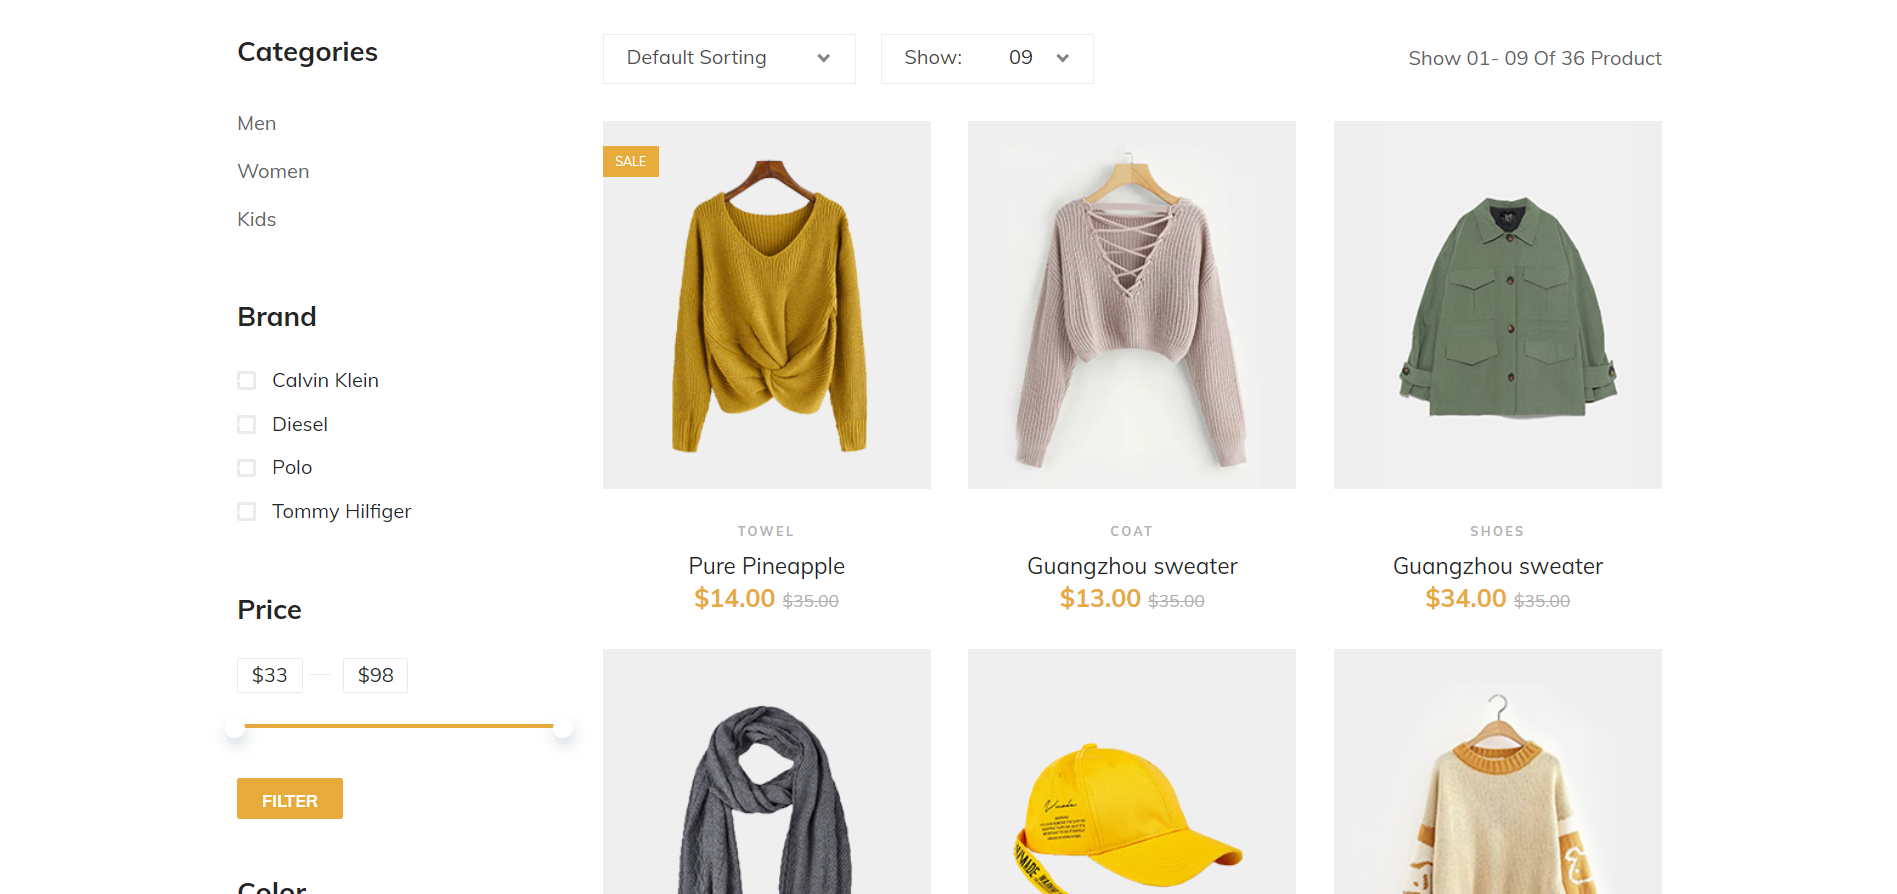 Categories
Men
Women
Kids
Brand
Calvin Klein
Diesel
Polo
Tommy Hilfiger
Price
$33
$98
FILTER
Color
Default Sorting
Show: 09
Show 01- 09 Of 36 Product
SALE
TOWEL
Pure Pineapple
$14.00 $35.00
COAT
Guangzhou sweater
$13.00 $35.00
SHOES
Guangzhou sweater
$34.00 $35.00